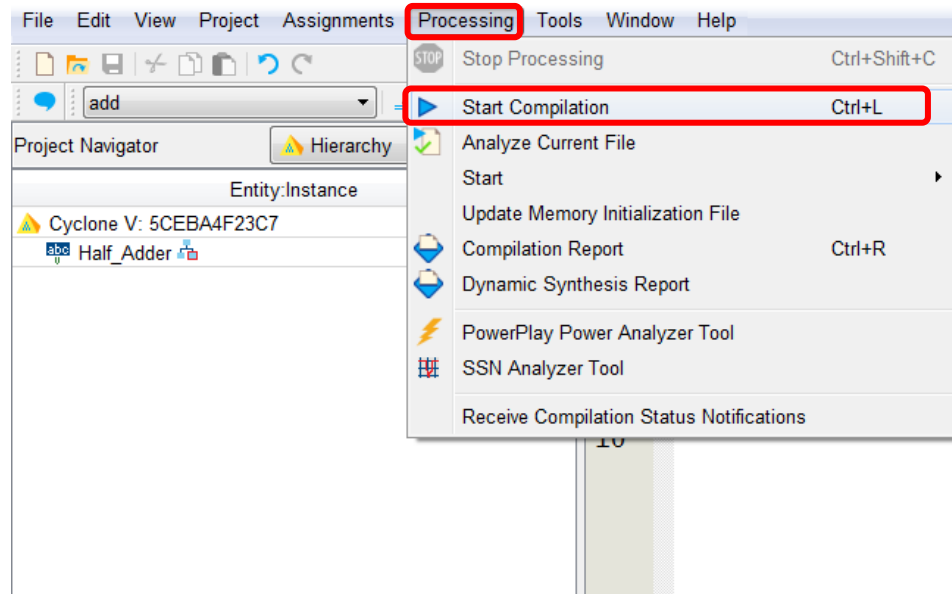 File Edit View Project Assignments Processing Tools Window Help
STOP Stop Processing Ctrl+Shift+C
add
Start Compilation Ctrl+L
Project Navigator Hierarchy
Analyze Current File
Start
Entity:Instance
Update Memory Initialization File
Cyclone V: 5CEBA4F23C7
abc Half_Adder
Compilation Report Ctrl+R
Dynamic Synthesis Report
PowerPlay Power Analyzer Tool
SSN Analyzer Tool
Receive Compilation Status Notifications
10